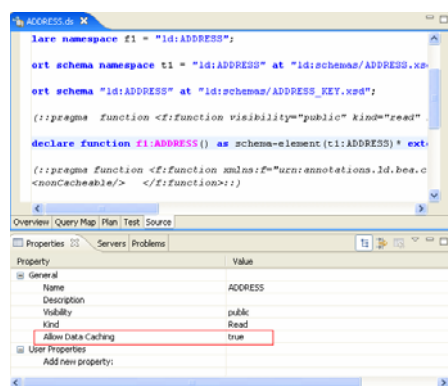 ADDRESS.ds
lare namespace f1 = "ld:ADDRESS";
ort schema namespace t1 = "ld:ADDRESS" at "ld:schemas/ADDRESS.xs
ort schema "ld:ADDRESS" at "ld:schemas/ADDRESS_KEY.xsd";
(::pragma function <f:function visibility="public" kind="read"
declare function f1:ADDRESS() as schema-element(t1:ADDRESS)* exte
(::pragma function <f:function xmlns:f="urn:annotations.ld.bea.c
<nonCacheable/> </f:function>::)
Overview Query Map Plan Test Source
Properties Servers Problems
Property Value
General
Name ADDRESS
Description
Visibility public
Kind Read
Allow Data Caching true
User Properties
Add new property: